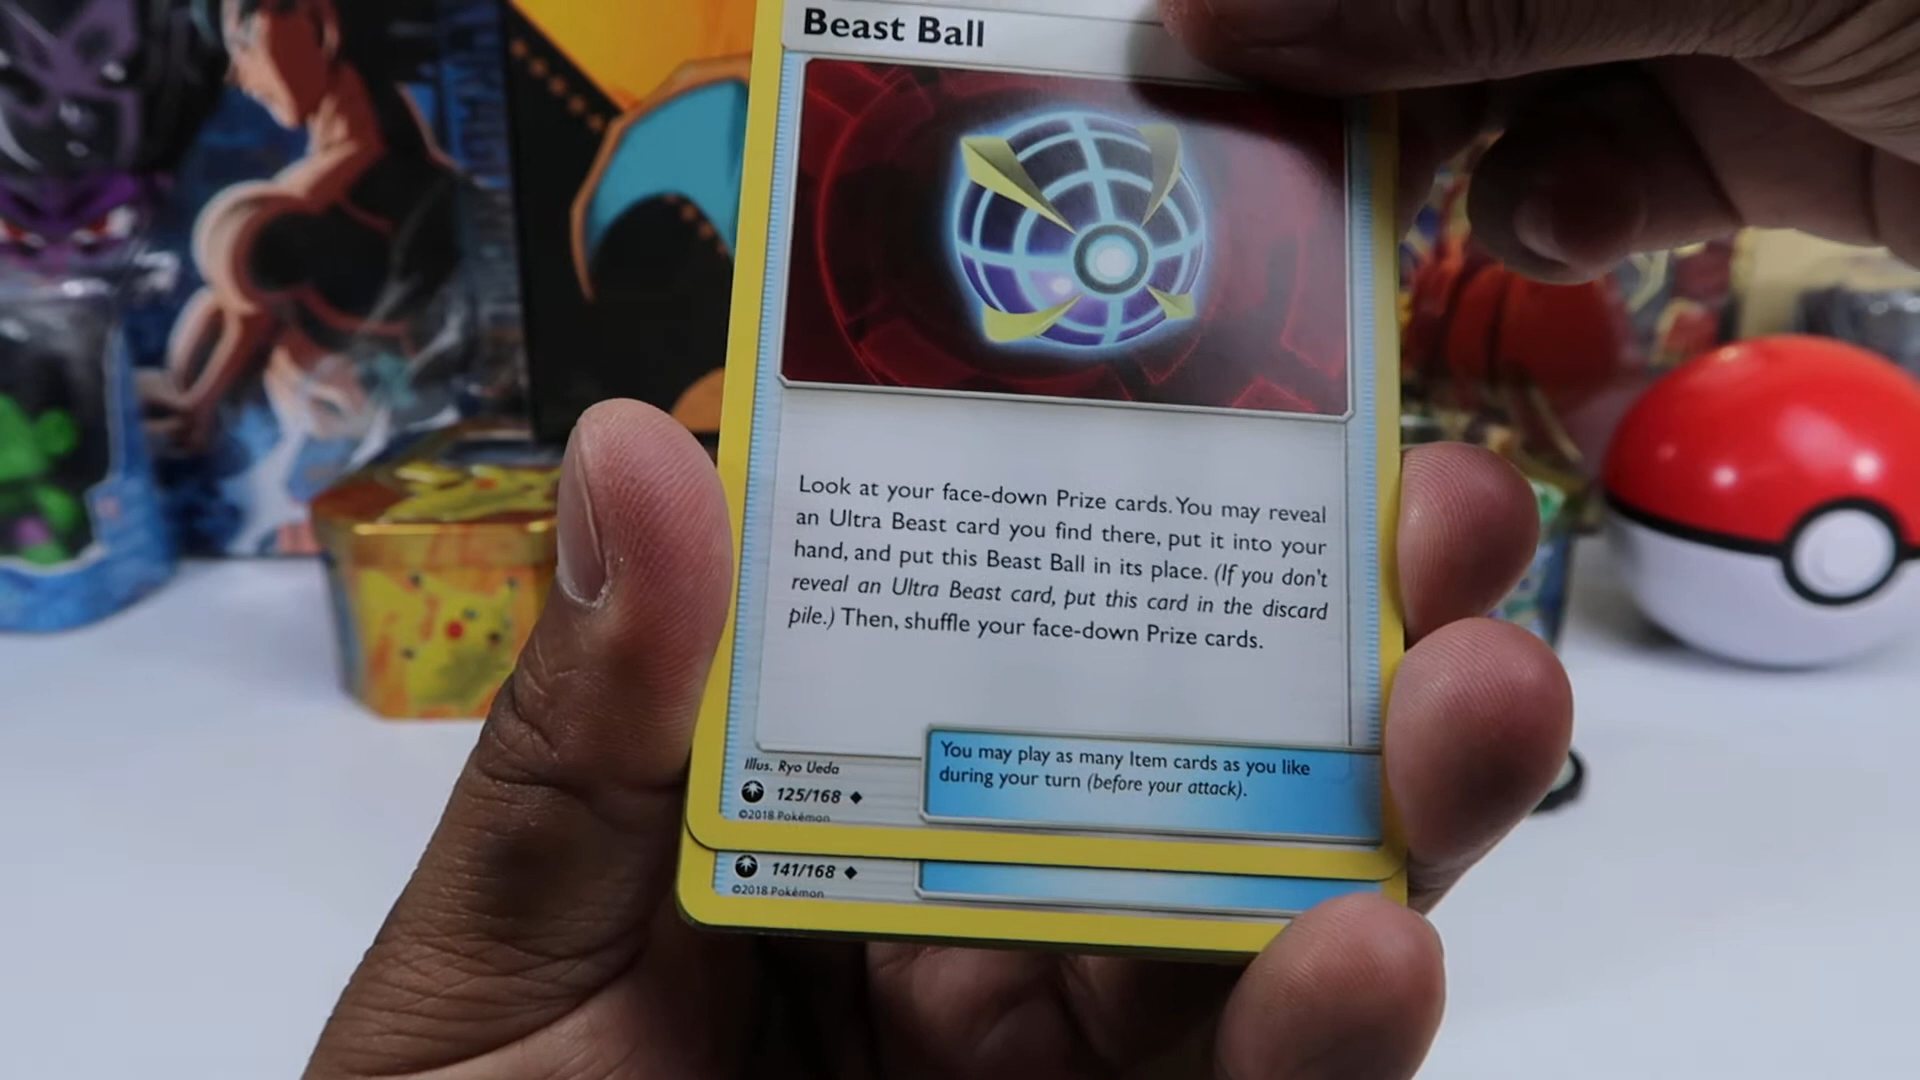 Beast Ball
Look at your face-down Prize cards. You may reveal
an Ultra Beast card you find there, put it into your
hand, and put this Beast Ball in its place. (If you don't
reveal an Ultra Beast card, put this card in the discard
pile.) Then, shuffle your face-down Prize cards.
You may play as many Item cards as you like
during your turn (before your attack).
Illus. Ryo Ueda
125/168
©2018 Pokémon
141/168
©2018 Pokémon